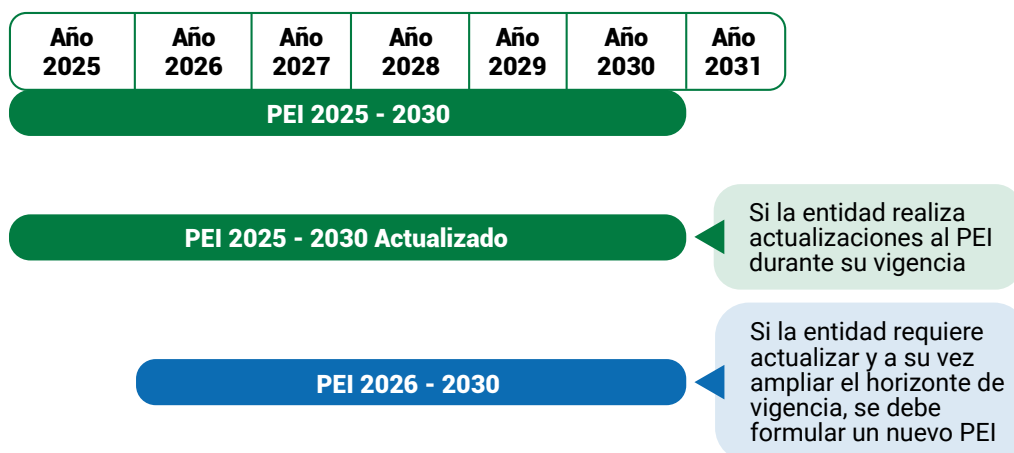 Año 2025
Año 2026
Año 2027
Año 2028
Año 2029
Año 2030
Año 2031
PEI 2025 - 2030
PEI 2025 - 2030 Actualizado
Si la entidad realiza
actualizaciones al PEI
durante su vigencia
PEI 2026 - 2030
Si la entidad requiere
actualizar y a su vez
ampliar el horizonte de
vigencia, se debe
formular un nuevo PEI